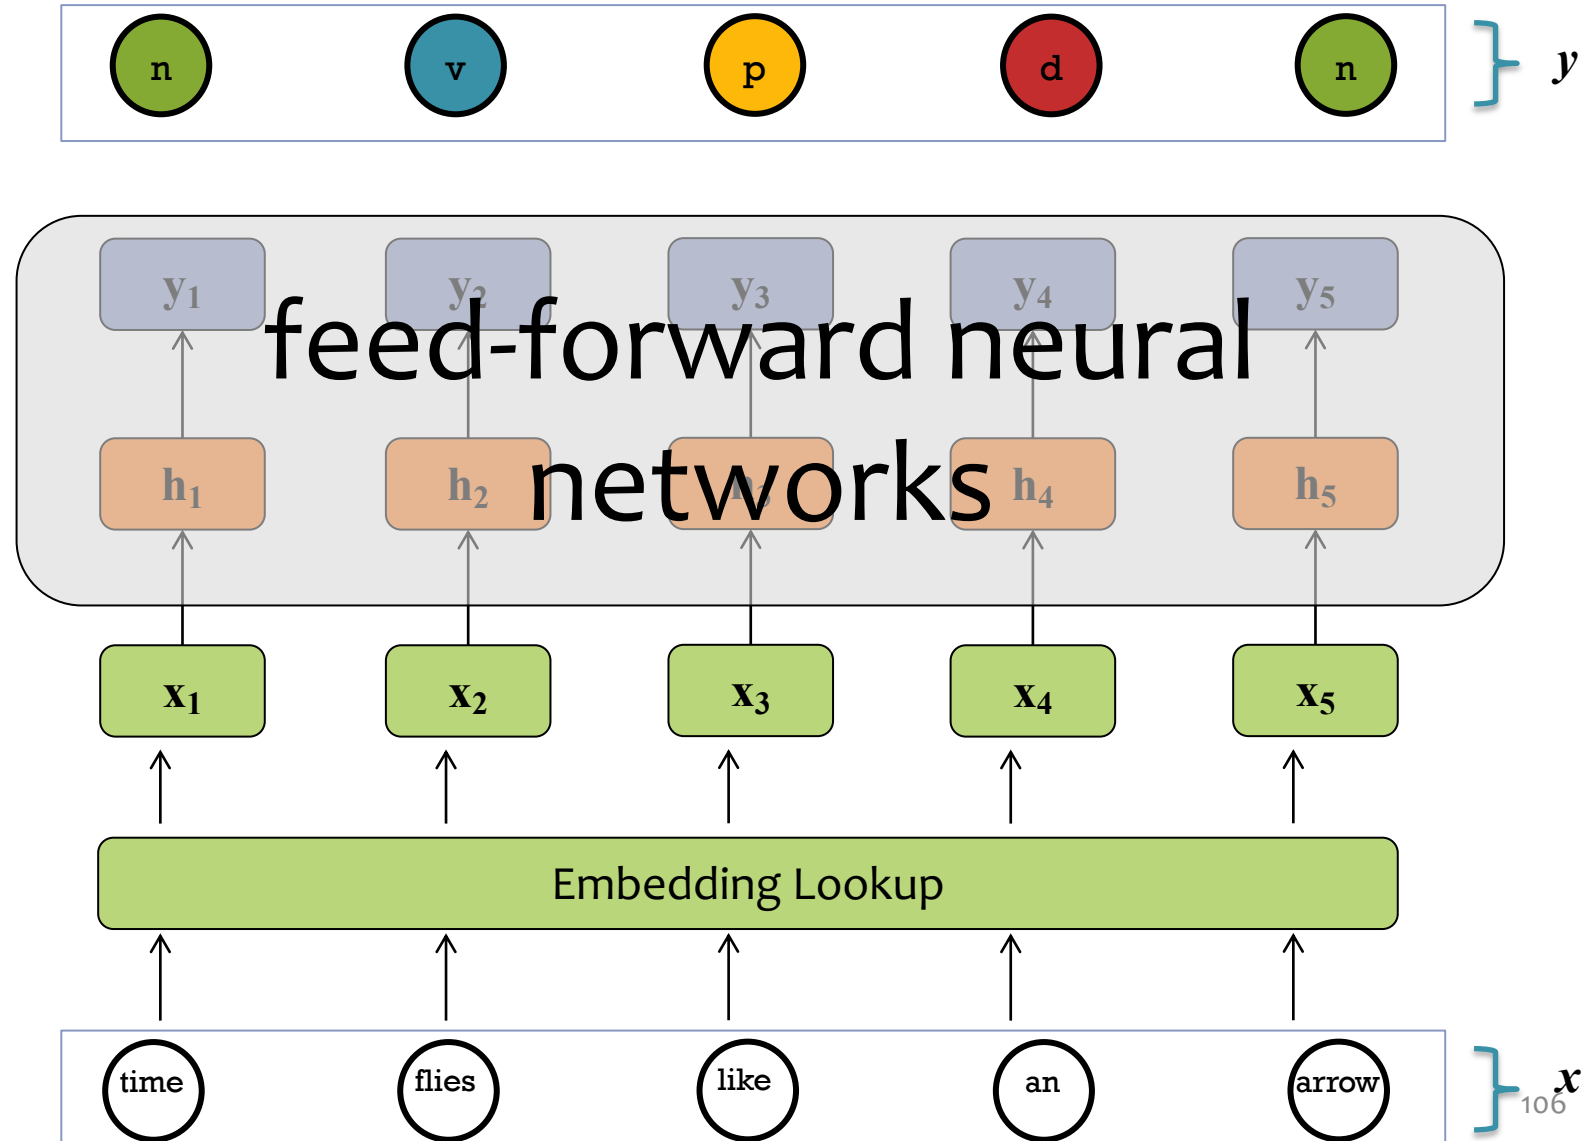 n v p d n y
y1 y2 y3 y4 y5
feed-forward neural
networks
h1 h2 h3 h4 h5
x1 x2 x3 x4 x5
Embedding Lookup
time flies like an arrow x
106